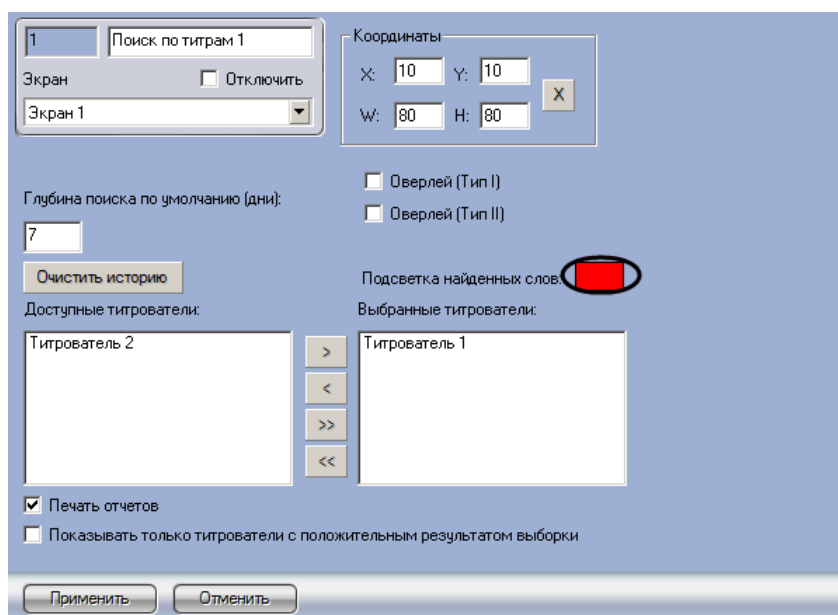 1 Поиск по титрам 1
Экран Отключить
Экран 1
Координаты
X: 10 Y: 10
W: 80 H: 80
X
Оверлей (Тип I)
Оверлей (Тип II)
Глубина поиска по умолчанию (дни):
7
Очистить историю
Подсветка найденных слов:
Доступные титрователи:
Выбранные титрователи:
Титрователь 2
>
<
>>
<<
Титрователь 1
Печать отчетов
Показывать только титрователи с положительным результатом выборки
Применить Отменить